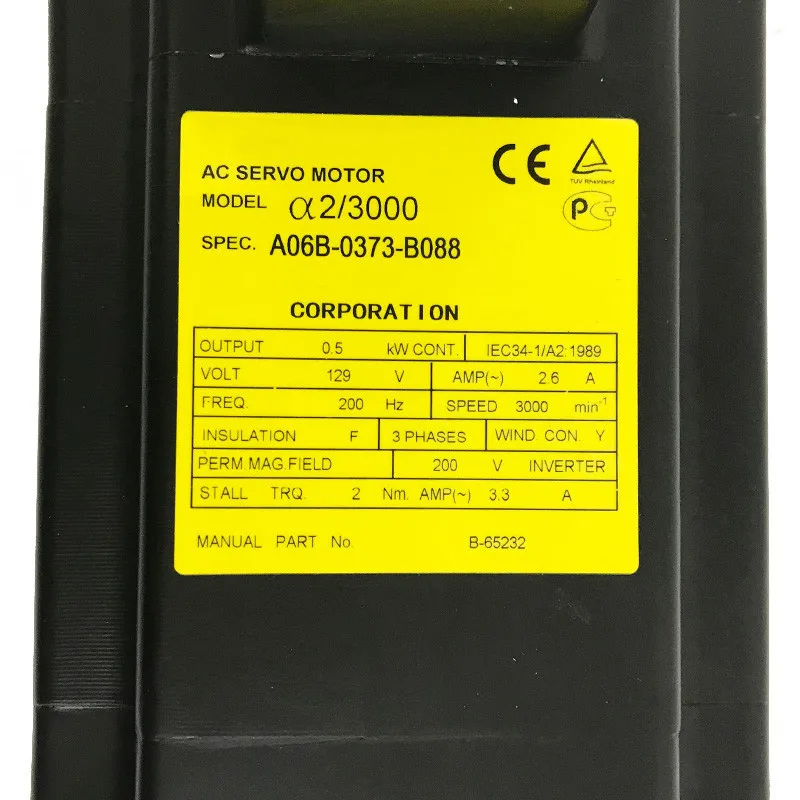 AC SERVO MOTOR
MODEL α2/3000
SPEC. A06B-0373-B088
CE
TUV Rheinland
PC
CORPORATION
OUTPUT 0.5 kW CONT. IEC34-1/A2:1989
VOLT 129 V AMP(~) 2.6 A
FREQ. 200 Hz SPEED 3000 min-1
INSULATION F 3 PHASES WIND. CON. Y
PERM.MAG.FIELD 200 V INVERTER
STALL TRQ. 2 Nm. AMP(~) 3.3 A
MANUAL PART No. B-65232